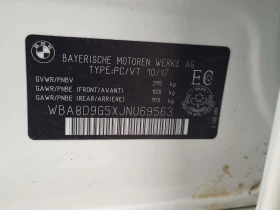 BAYERISCHE MOTOREN WERKE AG
TYPE:PC/VT 10/17
GVWR/PNBV
GAWR/PNBE (FRONT/AVANT)
GAWR/PNBE (REAR/ARRIERE)
EC
WBA8D9G5XJNU69563